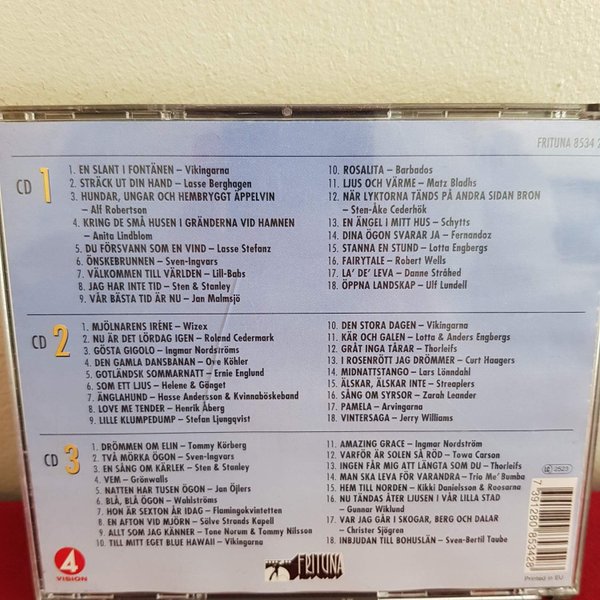 FRITUNA 8534 2
CD 1
1. EN SLANT I FONTÄNEN – Vikingarna
2. STRÄCK UT DIN HAND – Lasse Berghagen
3. HUNDAR, UNGAR OCH HEMBRYGGT ÄPPELVIN
– Alf Robertson
4. KRING DE SMÅ HUSEN I GRÄNDERNA VID HAMNEN
– Anita Lindblom
5. DU FÖRSVANN SOM EN VIND – Lasse Stefanz
6. ÖNSKEBRUNNEN – Sven-Ingvars
7. VÄLKOMMEN TILL VÄRLDEN – Lill-Babs
8. JAG HAR INTE TID – Sten & Stanley
9. VÅR BÄSTA TID ÄR NU – Jan Malmsjö
10. ROSALITA – Barbados
11. LJUS OCH VÄRME – Matz Bladhs
12. NÄR LYKTORNA TÄNDS PÅ ANDRA SIDAN BRON
– Sten-Åke Cederhök
13. EN ÄNGEL I MITT HUS – Schytts
14. DINA ÖGON SVARAR JA – Fernandoz
15. STANNA EN STUND – Lotta Engbergs
16. FAIRYTALE – Robert Wells
17. LA' DE' LEVA – Danne Stråhed
18. ÖPPNA LANDSKAP – Ulf Lundell
CD 2
1. MJÖLNARENS IRÈNE – Wizex
2. NU ÄR DET LÖRDAG IGEN – Roland Cedermark
3. GÖSTA GIGOLO – Ingmar Nordströms
4. DEN GAMLA DANSBANAN – Ove Köhler
5. GOTLÄNDSK SOMMARNATT – Ernie Englund
6. SOM ETT LJUS – Helene & Gänget
7. ÄNGLAHUND – Hasse Andersson & Kvinnaböskeband
8. LOVE ME TENDER – Henrik Åberg
9. LILLE KLUMPEDUMP – Stefan Ljungqvist
10. DEN STORA DAGEN – Vikingarna
11. KÄR OCH GALEN – Lotta & Anders Engbergs
12. GRÅT INGA TÅRAR – Thorleifs
13. I ROSENRÖTT JAG DRÖMMER – Curt Haagers
14. MIDNATTSTANGO – Lars Lönndahl
15. ÄLSKAR, ÄLSKAR INTE – Streaplers
16. SÅNG OM SYRSOR – Zarah Leander
17. PAMELA – Arvingarna
18. VINTERSAGA – Jerry Williams
CD 3
1. DRÖMMEN OM ELIN – Tommy Körberg
2. TVÅ MÖRKA ÖGON – Sven-Ingvars
3. EN SÅNG OM KÄRLEK – Sten & Stanley
4. VEM – Grönwalls
5. NATTEN HAR TUSEN ÖGON – Jan Öjlers
6. BLÅ, BLÅ ÖGON – Wahlströms
7. HON ÄR SEXTON ÅR IDAG – Flamingokvintetten
8. EN AFTON VID MJÖRN – Sölve Strands Kapell
9. ALLT SOM JAG KÄNNER – Tone Norum & Tommy Nilsson
10. TILL MITT EGET BLUE HAWAII – Vikingarna
11. AMAZING GRACE – Ingmar Nordström
12. VARFÖR ÄR SOLEN SÅ RÖD – Towa Carson
13. INGEN FÅR MIG ATT LÄNGTA SOM DU – Thorleifs
14. MAN SKA LEVA FÖR VARANDRA – Trio Me' Bumba
15. HEM TILL NORDEN – Kikki Danielsson & Roosarna
16. NU TÄNDAS ÅTER LJUSEN I VÅR LILLA STAD
– Gunnar Wiklund
17. VAR JAG GÅR I SKOGAR, BERG OCH DALAR
– Christer Sjögren
18. INBJUDAN TILL BOHUSLÄN – Sven-Bertil Taube
LC 2523
7 391280 853428
4
VISION
FRITUNA
Printed in EU